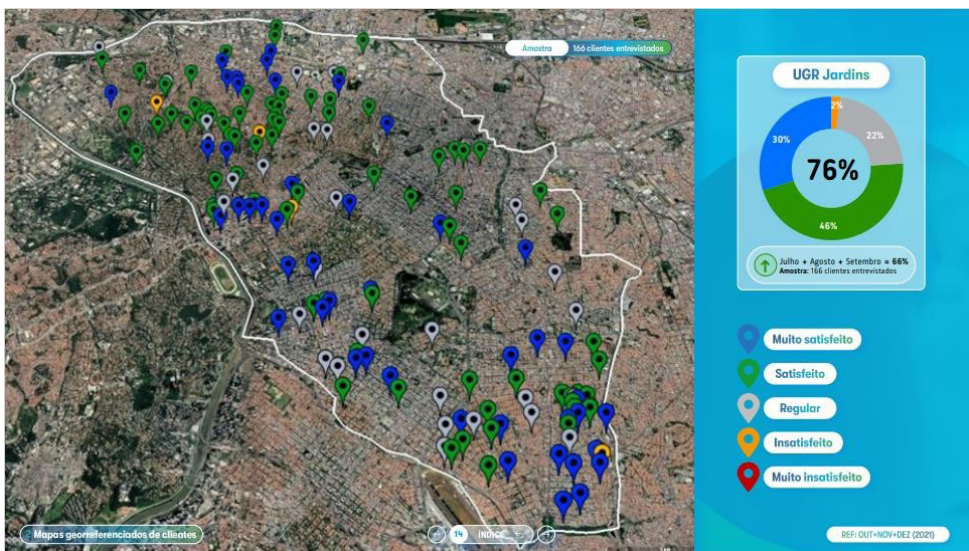 Amostra 166 clientes entrevistados
UGR Jardins
2%
30%
22%
76%
46%
Julho + Agosto + Setembro = 66%
Amostra: 166 clientes entrevistados
Muito satisfeito
Satisfeito
Regular
Insatisfeito
Muito insatisfeito
Mapas georreferenciados de clientes
14 ÍNDICE
REF: OUT+NOV+DEZ (2021)